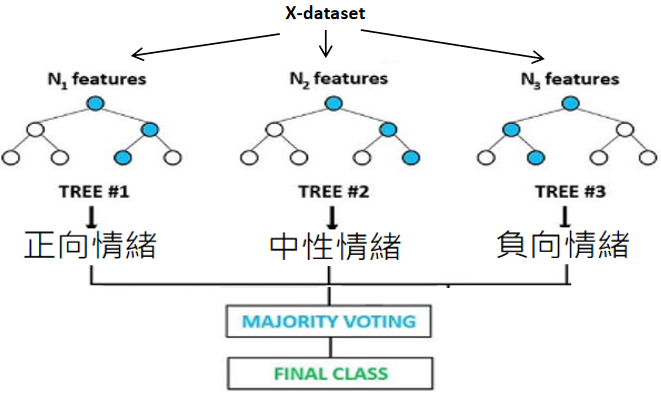 X-dataset
N₁ features
N₂ features
N₃ features
TREE #1
TREE #2
TREE #3
正向情緒
中性情緒
負向情緒
MAJORITY VOTING
FINAL CLASS